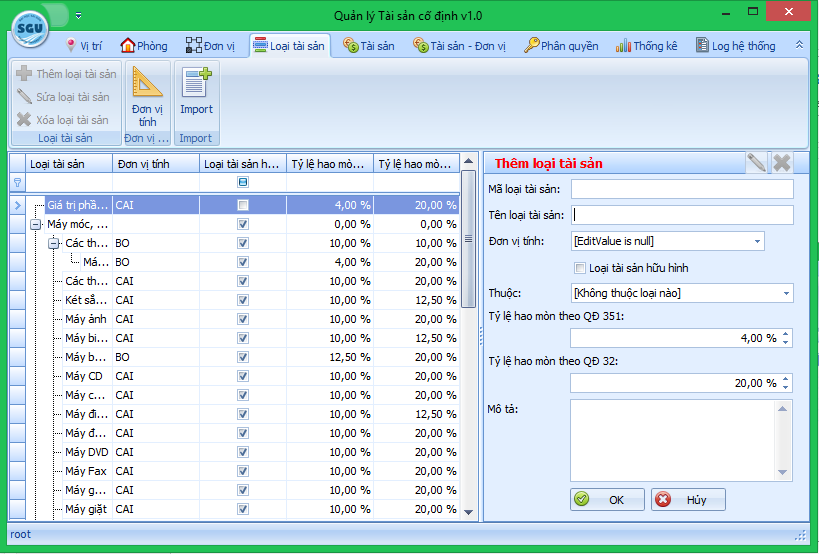 Quản lý Tài sản cố định v1.0
SGU
Vị trí Phòng Đơn vị Loại tài sản Tài sản Tài sản - Đơn vị Phân quyền Thống kê Log hệ thống
Thêm loại tài sản
Sửa loại tài sản
Xóa loại tài sản
Đơn vị tính
Import
Loại tài sản Đơn vị ... Import
Loại tài sản Đơn vị tính Loại tài sản h... Tỷ lệ hao mò... Tỷ lệ hao mò...
Giá trị phầ... CAI 4,00 % 20,00 %
Máy móc, ... 0,00 % 0,00 %
Các th... BO 10,00 % 10,00 %
Má... BO 4,00 % 20,00 %
Các th... CAI 10,00 % 20,00 %
Két sắ... CAI 10,00 % 12,50 %
Máy ảnh CAI 10,00 % 20,00 %
Máy bi... CAI 10,00 % 12,50 %
Máy b... BO 12,50 % 20,00 %
Máy CD CAI 10,00 % 20,00 %
Máy c... CAI 10,00 % 20,00 %
Máy đi... CAI 10,00 % 12,50 %
Máy đ... CAI 10,00 % 20,00 %
Máy DVD CAI 10,00 % 20,00 %
Máy Fax CAI 10,00 % 20,00 %
Máy g... CAI 10,00 % 20,00 %
Máy giặt CAI 10,00 % 20,00 %
Thêm loại tài sản
Mã loại tài sản:
Tên loại tài sản:
Đơn vị tính: [EditValue is null]
Loại tài sản hữu hình
Thuộc: [Không thuộc loại nào]
Tỷ lệ hao mòn theo QĐ 351:
4,00 %
Tỷ lệ hao mòn theo QĐ 32:
20,00 %
Mô tả:
OK Hủy
root